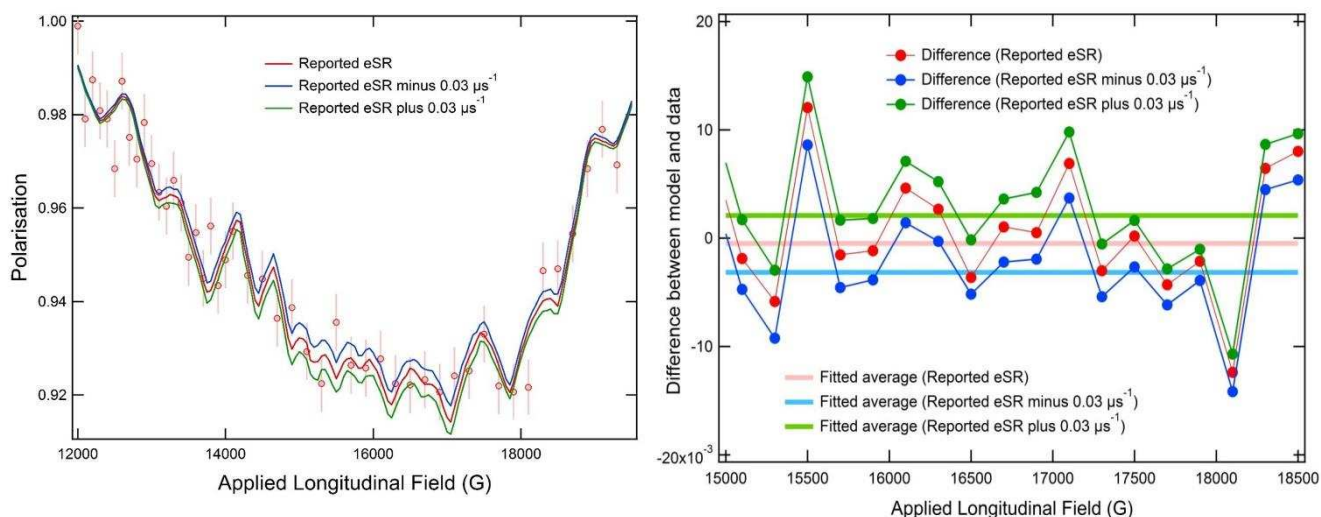 1.00
0.98
0.96
0.94
0.92
Polarisation
Reported eSR
Reported eSR minus 0.03 µs⁻¹
Reported eSR plus 0.03 µs⁻¹
12000 14000 16000 18000
Applied Longitudinal Field (G)
20
10
0
-10
-20x10⁻³
Difference between model and data
Difference (Reported eSR)
Difference (Reported eSR minus 0.03 µs⁻¹)
Difference (Reported eSR plus 0.03 µs⁻¹)
Fitted average (Reported eSR)
Fitted average (Reported eSR minus 0.03 µs⁻¹)
Fitted average (Reported eSR plus 0.03 µs⁻¹)
15000 15500 16000 16500 17000 17500 18000 18500
Applied Longitudinal Field (G)